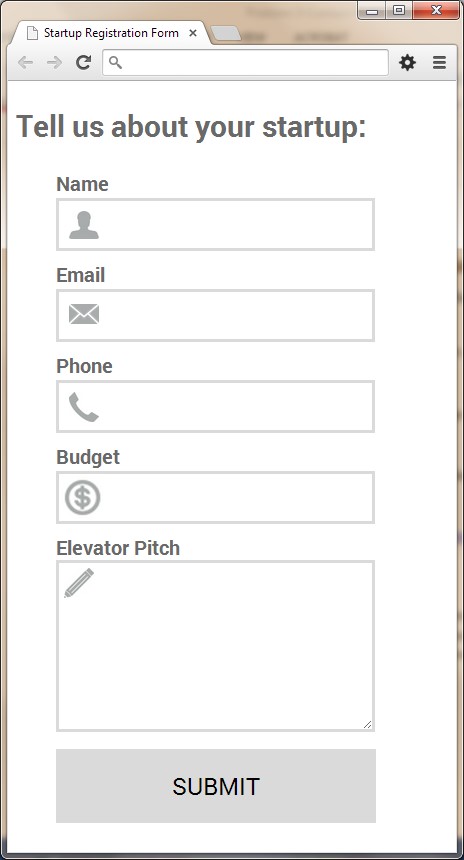 Startup Registration Form
Tell us about your startup:
Name
Email
Phone
Budget
$
Elevator Pitch
SUBMIT